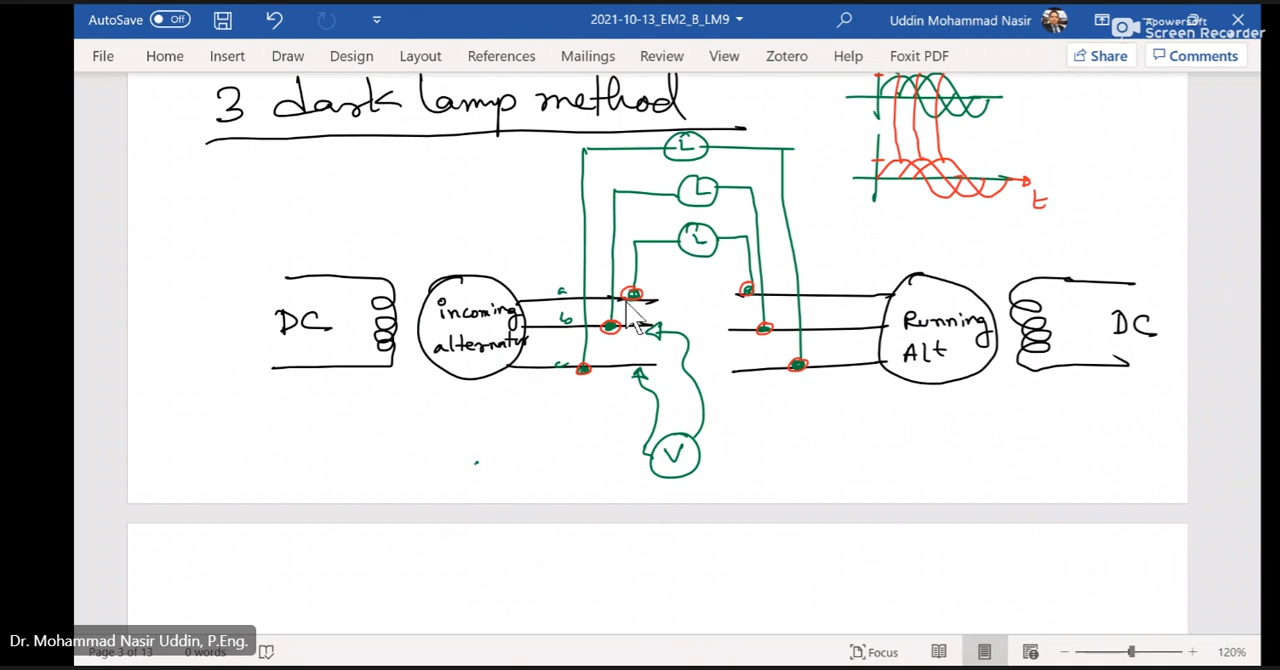 AutoSave Off 2021-10-13_EM2_B_LM9 Uddin Mohammad Nasir Apowersoft
Screen Recorder
File Home Insert Draw Design Layout References Mailings Review View Zotero Help Foxit PDF Share Comments
3 dark lamp method
L
L
L
t
a
b
c
DC
incoming
alternator
Running
Alt
DC
V
Dr. Mohammad Nasir Uddin, P.Eng.
Page 3 of 13 0 words Focus 120%